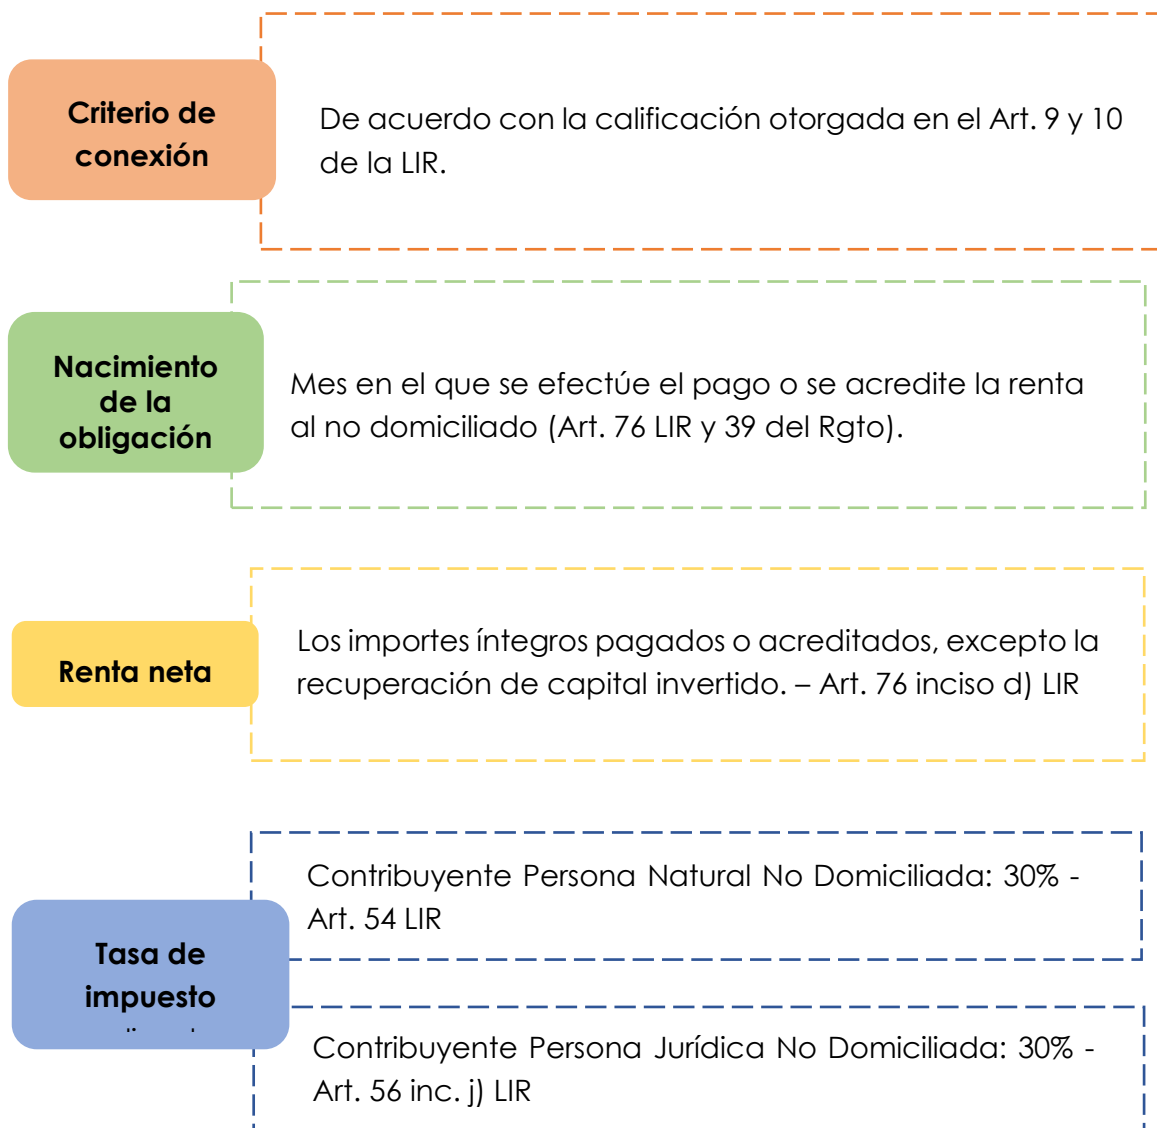 Criterio de
conexión
De acuerdo con la calificación otorgada en el Art. 9 y 10
de la LIR.
Nacimiento
de la
obligación
Mes en el que se efectúe el pago o se acredite la renta
al no domiciliado (Art. 76 LIR y 39 del Rgto).
Renta neta
Los importes íntegros pagados o acreditados, excepto la
recuperación de capital invertido. – Art. 76 inciso d) LIR
Tasa de
impuesto
Contribuyente Persona Natural No Domiciliada: 30% -
Art. 54 LIR
Contribuyente Persona Jurídica No Domiciliada: 30% -
Art. 56 inc. j) LIR